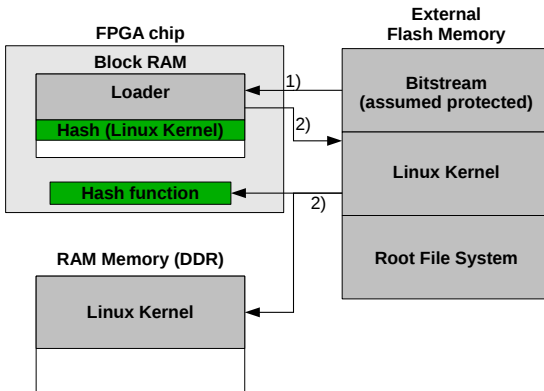 FPGA chip
Block RAM
Loader
Hash (Linux Kernel)
Hash function
1)
2)
2)
External
Flash Memory
Bitstream
(assumed protected)
Linux Kernel
Root File System
RAM Memory (DDR)
Linux Kernel